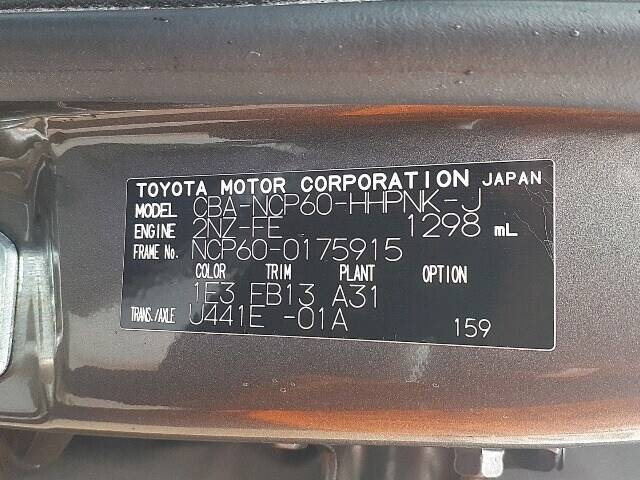 TOYOTA MOTOR CORPORATION JAPAN
MODEL CBA-NCP60-HHPNK-J
ENGINE 2NZ-FE 1298 mL
FRAME No. NCP60-0175915
COLOR TRIM PLANT OPTION
1E3 FB13 A31
TRANS./AXLE U441E -01A 159